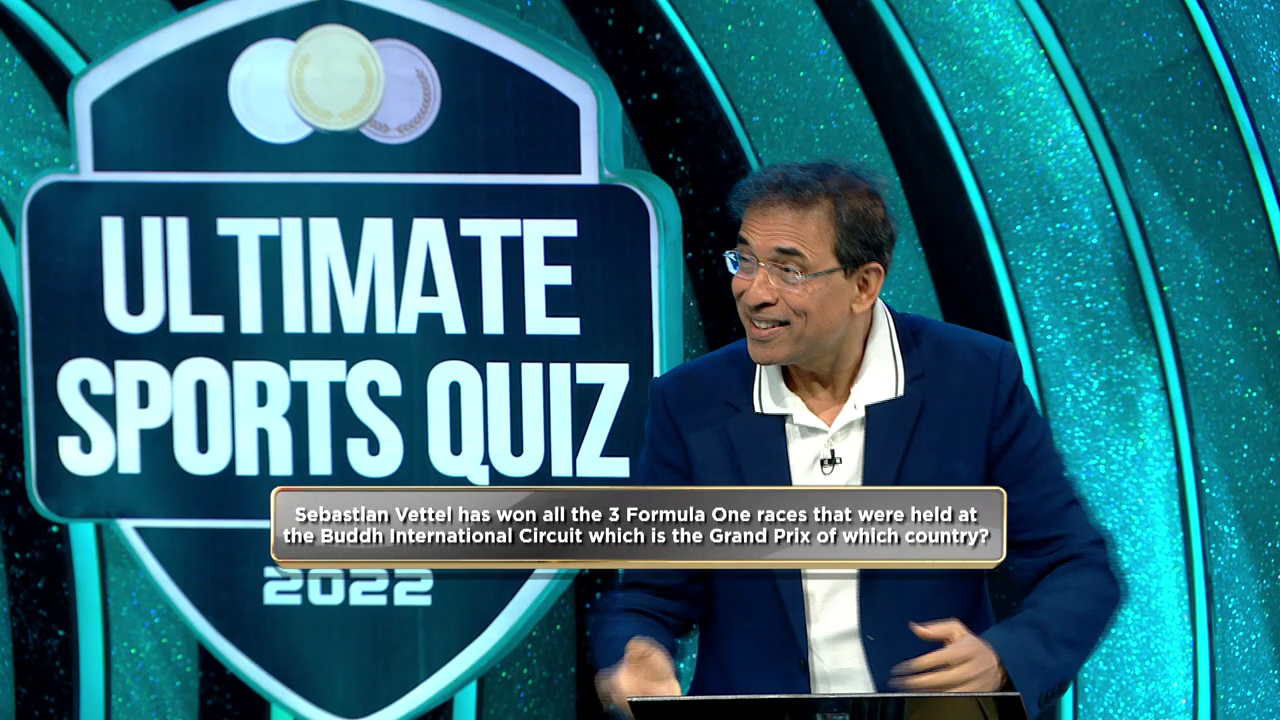 ULTIMATE
SPORTS QUIZ
Sebastian Vettel has won all the 3 Formula One races that were held at
the Buddh International Circuit which is the Grand Prix of which country?
2022